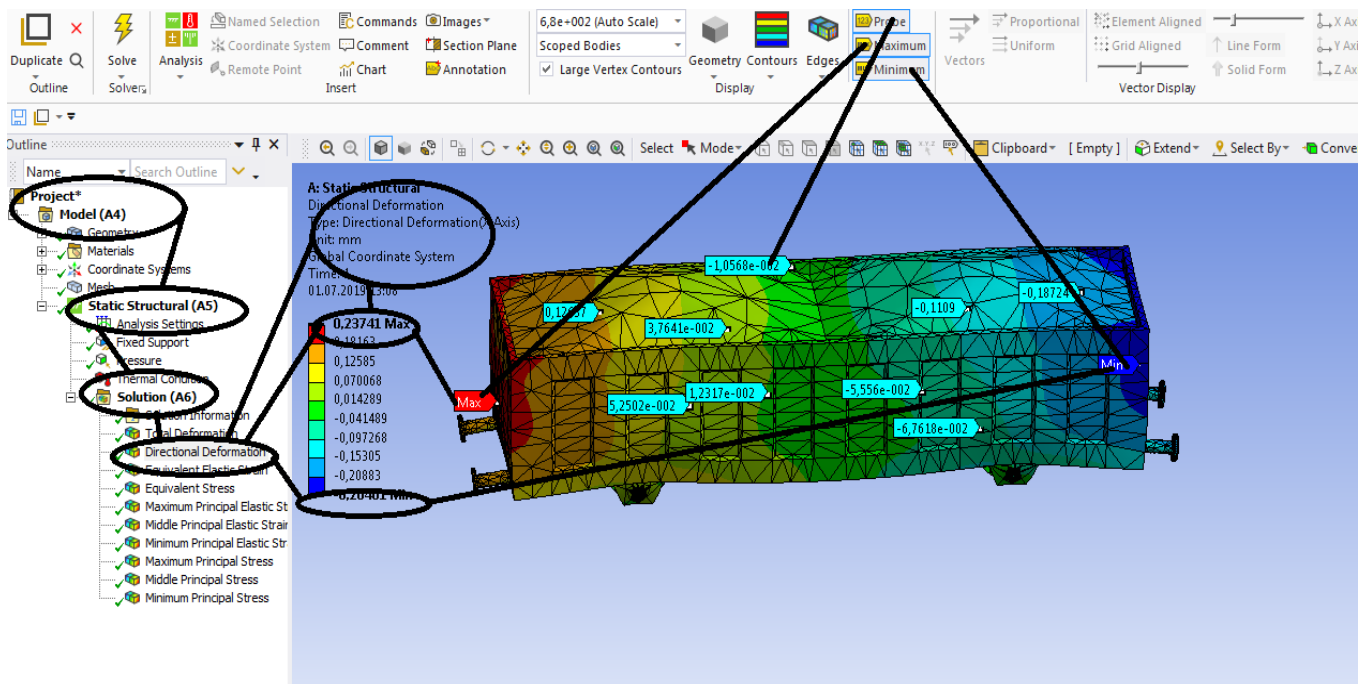 Duplicate
Outline
Solve
Solver
Analysis
Named Selection
Coordinate System
Remote Point
Commands
Comment
Chart
Images
Section Plane
Annotation
Insert
6,8e+002 (Auto Scale)
Scoped Bodies
Large Vertex Contours
Geometry
Contours
Edges
Probe
Maximum
Minimum
Display
Vectors
Proportional
Uniform
Element Aligned
Grid Aligned
Line Form
Solid Form
X Ax
Y Axi
Z Ax
Vector Display
Outline
Name
Search Outline
Select
Mode
Clipboard
[ Empty ]
Extend
Select By
Conve
Project*
Model (A4)
Geometry
Materials
Coordinate Systems
Mesh
Static Structural (A5)
Analysis Settings
Fixed Support
Pressure
Thermal Condition
Solution (A6)
Solution Information
Total Deformation
Directional Deformation
Equivalent Elastic Strain
Equivalent Stress
Maximum Principal Elastic St
Middle Principal Elastic Strair
Minimum Principal Elastic Str
Maximum Principal Stress
Middle Principal Stress
Minimum Principal Stress
A: Static Structural
Directional Deformation
Type: Directional Deformation(X Axis)
Unit: mm
Global Coordinate System
Time:
01.07.2019 13:08
0,23741 Max
0,18163
0,12585
0,070068
0,014289
-0,041489
-0,097268
-0,15305
-0,20883
Min
-1,0568e-002
3,7641e-002
-0,1109
-0,18724
Min
Max
5,2502e-002
1,2317e-002
-5,556e-002
-6,7618e-002